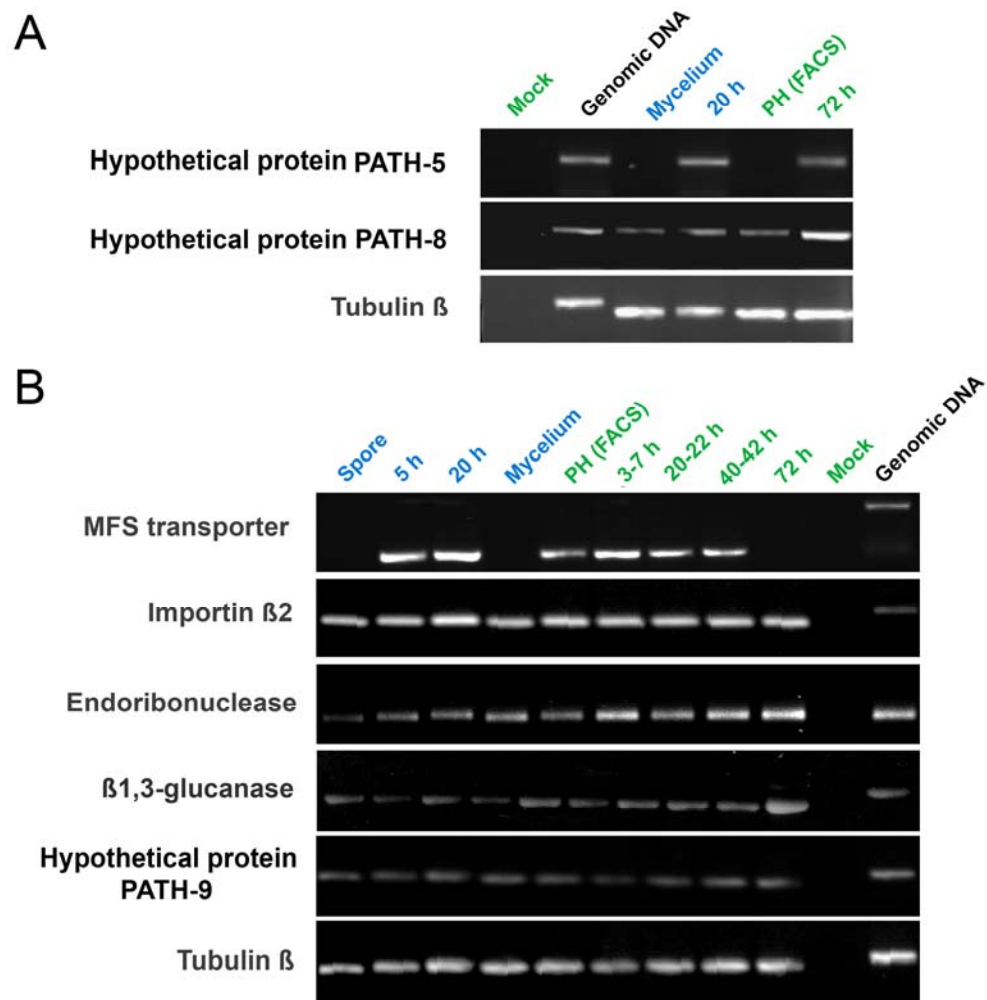 A
Mock
Genomic DNA
Mycelium
20 h
PH (FACS)
72 h
Hypothetical protein PATH-5
Hypothetical protein PATH-8
Tubulin ß
B
Spore
5 h
20 h
Mycelium
PH (FACS)
3-7 h
20-22 h
40-42 h
72 h
Mock
Genomic DNA
MFS transporter
Importin ß2
Endoribonuclease
ß1,3-glucanase
Hypothetical protein
PATH-9
Tubulin ß